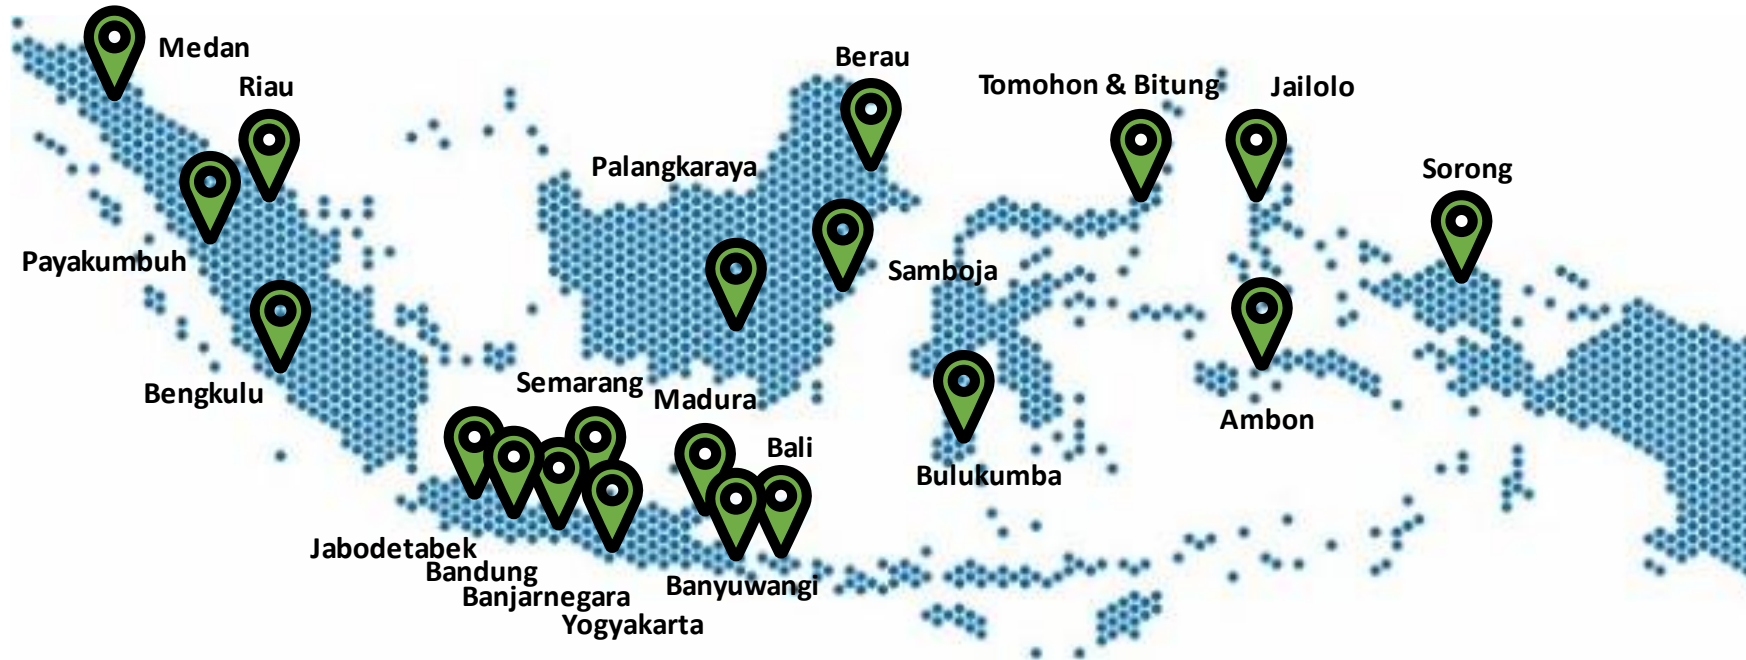 Medan
Riau
Berau
Tomohon & Bitung
Jailolo
Palangkaraya
Sorong
Payakumbuh
Samboja
Bengkulu
Semarang
Madura
Ambon
Bali
Bulukumba
Jabodetabek
Bandung
Banyuwangi
Banjarnegara
Yogyakarta